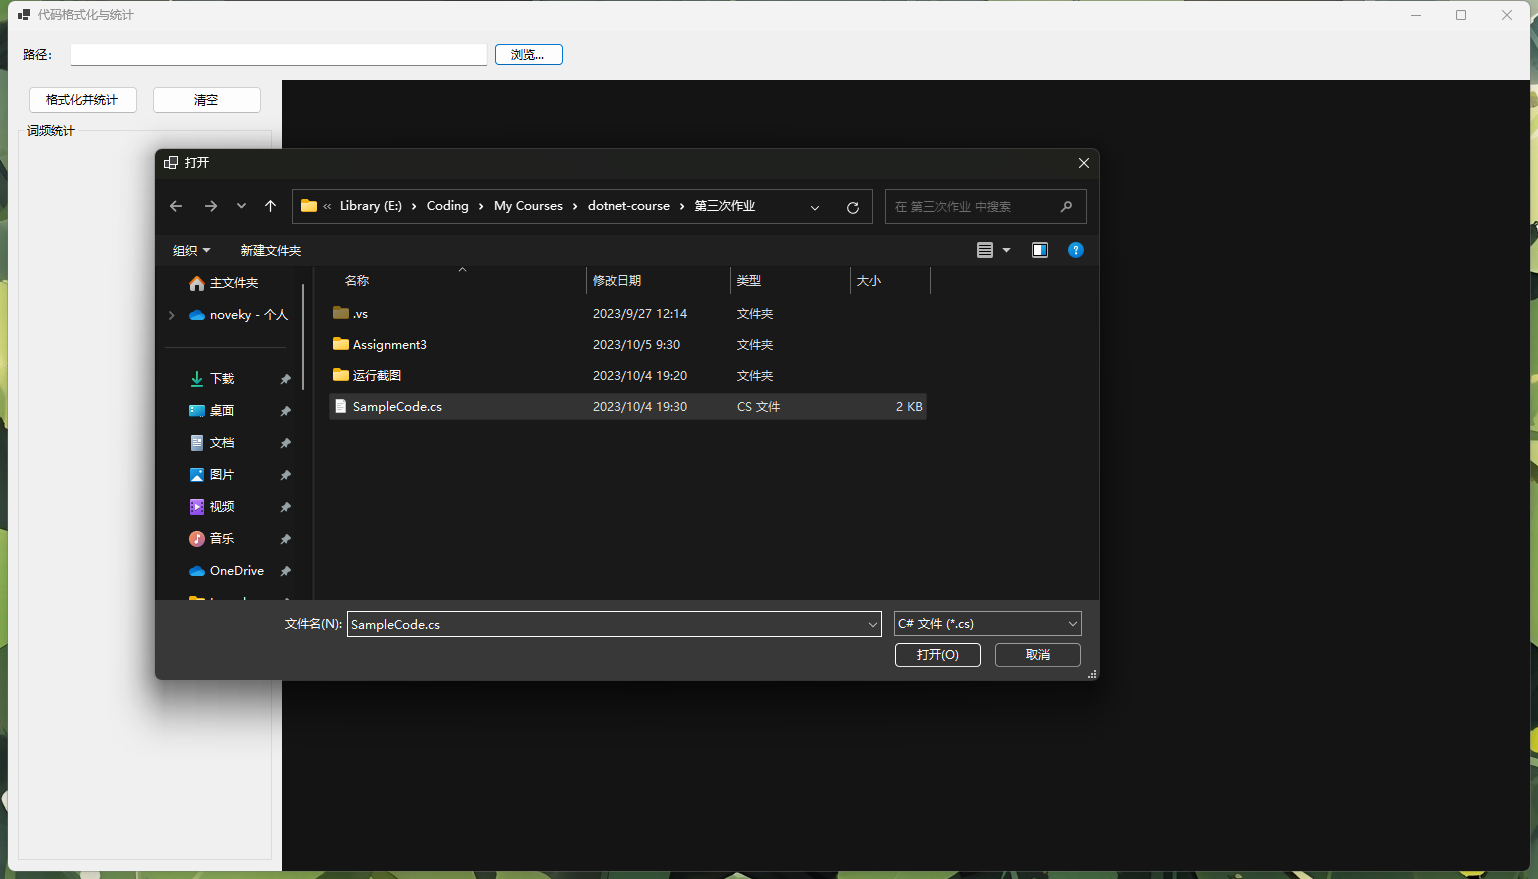 代码格式化与统计
路径：
浏览...
格式化并统计
清空
词频统计
打开
« Library (E:) › Coding › My Courses › dotnet-course › 第三次作业
在 第三次作业 中搜索
组织
新建文件夹
主文件夹
noveky - 个人
下载
桌面
文档
图片
视频
音乐
OneDrive
名称 修改日期 类型 大小
.vs 2023/9/27 12:14 文件夹
Assignment3 2023/10/5 9:30 文件夹
运行截图 2023/10/4 19:20 文件夹
SampleCode.cs 2023/10/4 19:30 CS 文件 2 KB
文件名(N): SampleCode.cs
C# 文件 (*.cs)
打开(O)
取消